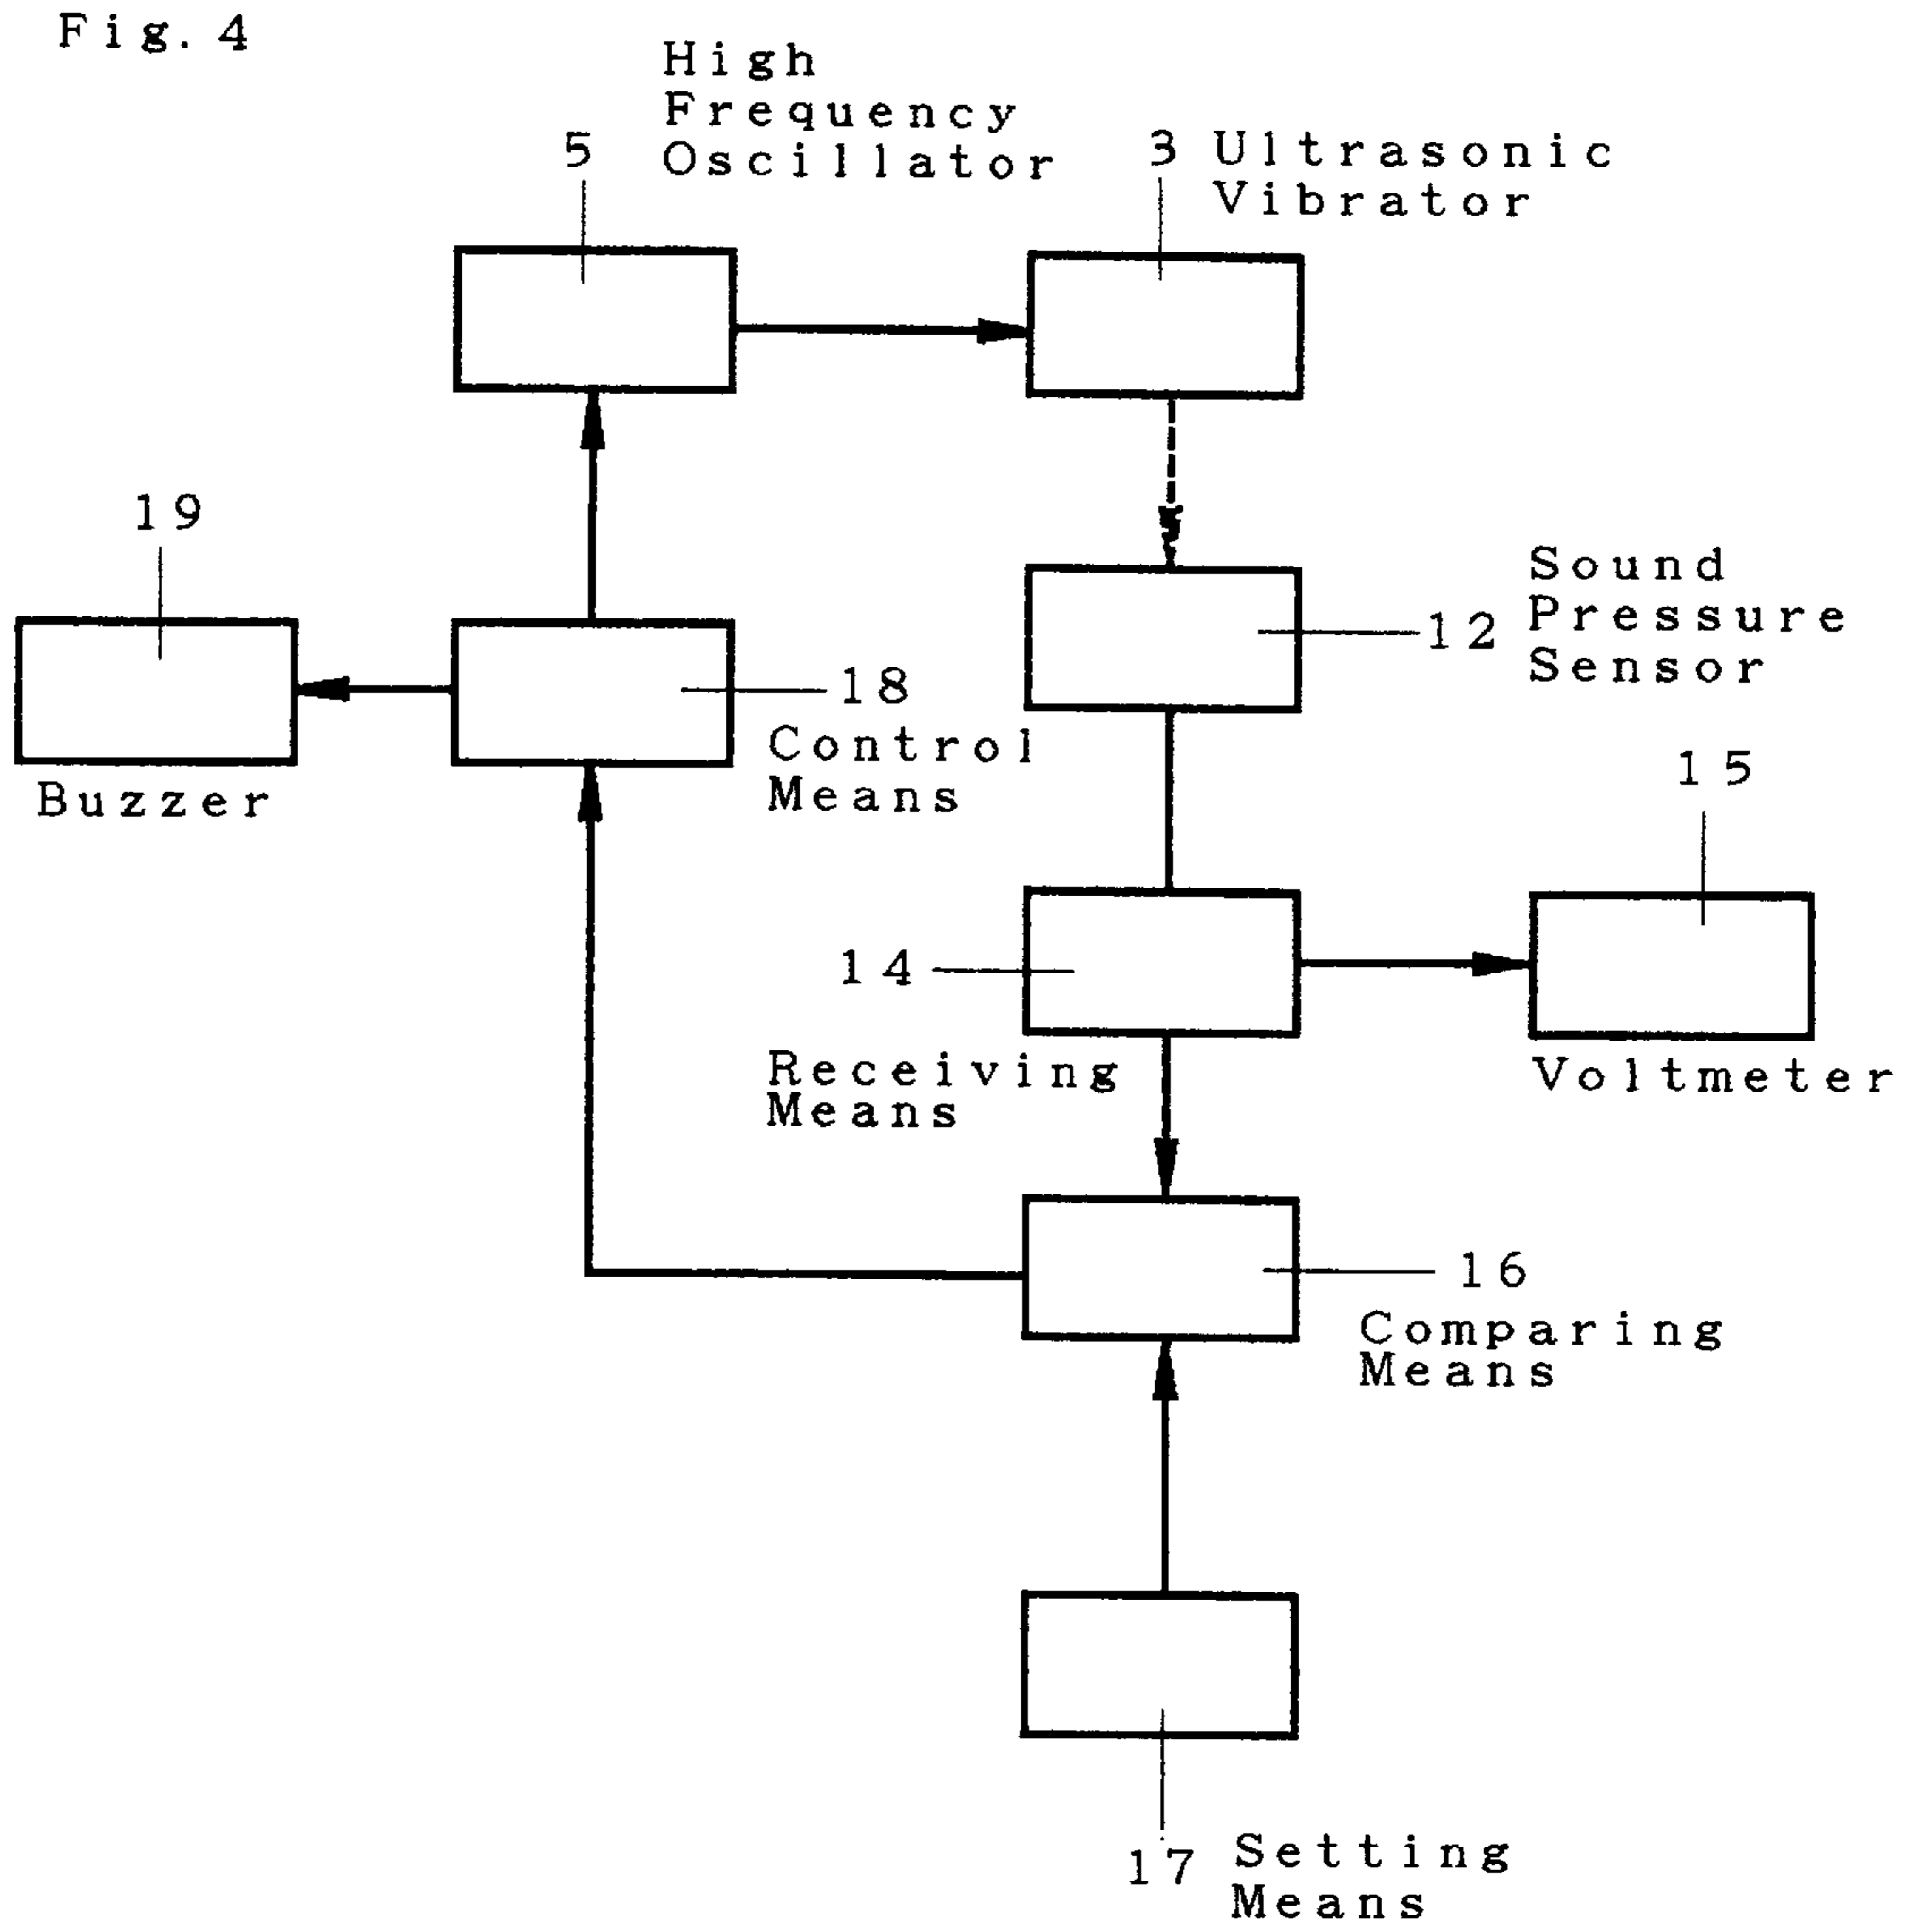 Fig.4
High
Frequency
Oscillator
5
3 Ultrasonic
Vibrator
19
Buzzer
18
Control
Means
12
Sound
Pressure
Sensor
15
Voltmeter
14
Receiving
Means
16
Comparing
Means
17 Setting
Means